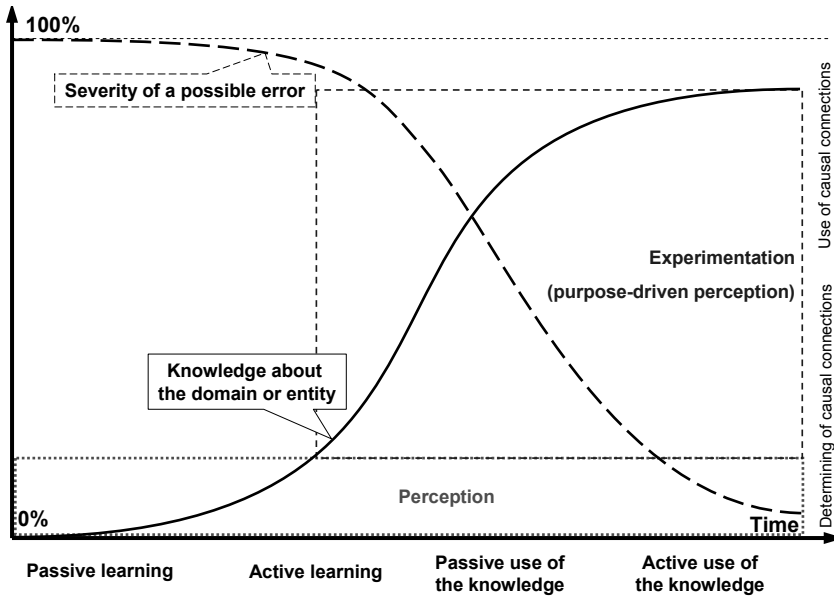 100%
Severity of a possible error
Use of causal connections
Experimentation
(purpose-driven perception)
Knowledge about
the domain or entity
Determining of causal connections
Perception
0%
Time
Passive learning
Active learning
Passive use of
the knowledge
Active use of
the knowledge